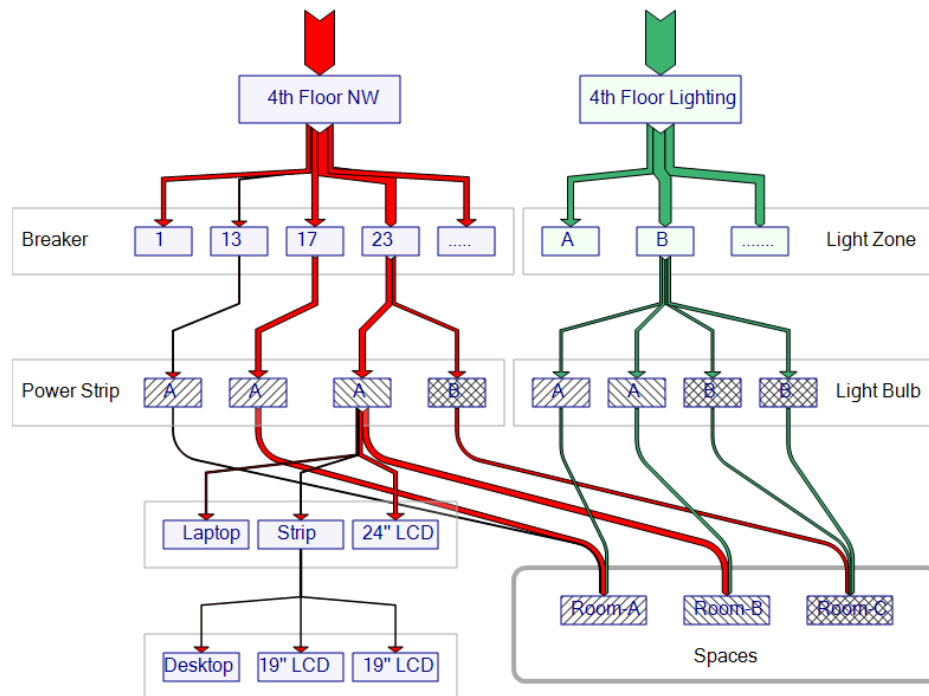 4th Floor NW
4th Floor Lighting
Breaker
1
13
17
23
.....
A
B
.......
Light Zone
Power Strip
A
A
A
B
A
A
B
B
Light Bulb
Laptop
Strip
24" LCD
Room-A
Room-B
Room-C
Spaces
Desktop
19" LCD
19" LCD